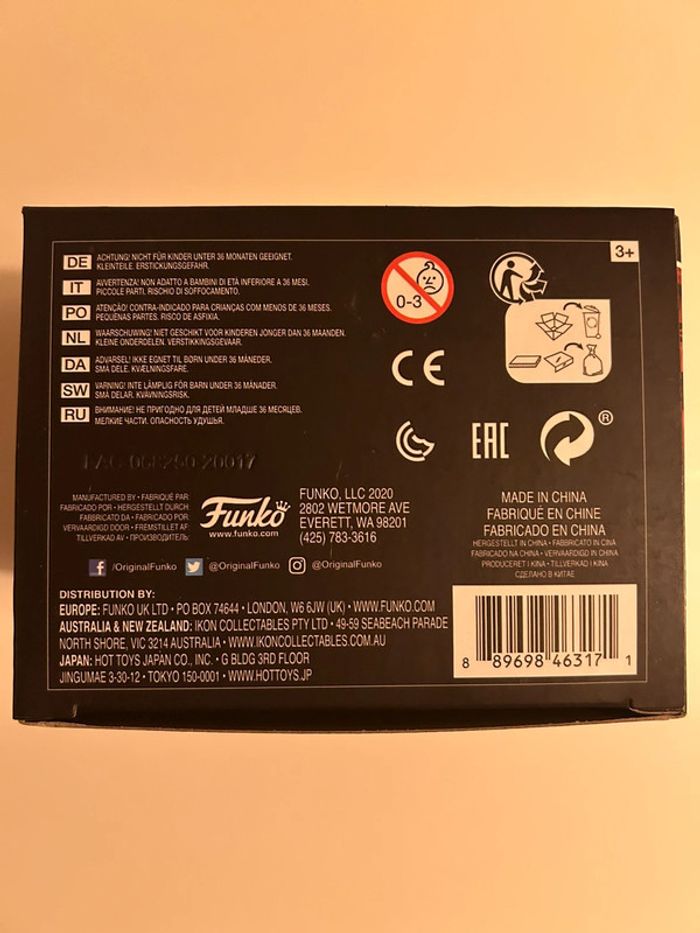 DE ACHTUNG! NICHT FÜR KINDER UNTER 36 MONATEN GEEIGNET.
KLEINTEILE. ERSTICKUNGSGEFAHR.
IT AVVERTENZA! NON ADATTO A BAMBINI DI ETÀ INFERIORE A 36 MESI.
PICCOLE PARTI. RISCHIO DI SOFFOCAMENTO.
PO ATENÇÃO! CONTRA-INDICADO PARA CRIANÇAS COM MENOS DE 36 MESES.
PEQUENAS PARTES. RISCO DE ASFIXIA.
NL WAARSCHUWING! NIET GESCHIKT VOOR KINDEREN JONGER DAN 36 MAANDEN.
KLEINE ONDERDELEN. VERSTIKKINGSGEVAAR.
DA ADVARSEL! IKKE EGNET TIL BØRN UNDER 36 MÅNEDER.
SMÅ DELE. KVÆLNINGSFARE.
SW VARNING! INTE LÄMPLIG FÖR BARN UNDER 36 MÅNADER.
SMÅ DELAR. KVÄVNINGSRISK.
RU ВНИМАНИЕ! НЕ ПРИГОДНО ДЛЯ ДЕТЕЙ МЛАДШЕ 36 МЕСЯЦЕВ.
МЕЛКИЕ ЧАСТИ. ОПАСНОСТЬ УДУШЬЯ.
0-3
3+
CE
EAC
®
20017
MANUFACTURED BY • FABRIQUÉ PAR
FABRICADO POR • HERGESTELLT DURCH
FABBRICATO DA • FABRICADO POR
VERVAARDIGD DOOR • FREMSTILLET AF
TILLVERKAD AV • ПРОИЗВОДИТЕЛЬ:
Funko
www.funko.com
FUNKO, LLC 2020
2802 WETMORE AVE
EVERETT, WA 98201
(425) 783-3616
MADE IN CHINA
FABRIQUÉ EN CHINE
FABRICADO EN CHINA
HERGESTELLT IN CHINA • FABBRICATO IN CINA
FABRICADO NA CHINA • VERVAARDIGD IN CHINA
PRODUCERET I KINA • TILLVERKAD I KINA
СДЕЛАНО В КИТАЕ
f /OriginalFunko @OriginalFunko @OriginalFunko
DISTRIBUTION BY:
EUROPE: FUNKO UK LTD • PO BOX 74644 • LONDON, W6 6JW (UK) • WWW.FUNKO.COM
AUSTRALIA & NEW ZEALAND: IKON COLLECTABLES PTY LTD • 49-59 SEABEACH PARADE
NORTH SHORE, VIC 3214 AUSTRALIA • WWW.IKONCOLLECTABLES.COM.AU
JAPAN: HOT TOYS JAPAN CO., INC. • G BLDG 3RD FLOOR
JINGUMAE 3-30-12 • TOKYO 150-0001 • WWW.HOTTOYS.JP
8 89698 46317 1